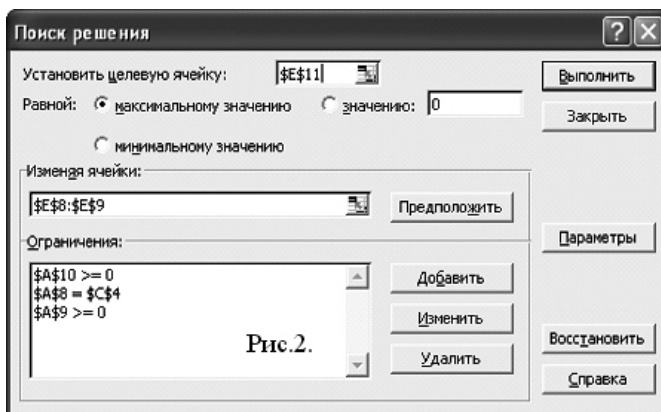 Поиск решения
Установить целевую ячейку: $E$11 Выполнить
Равной: максимальному значению значению: 0 Закрыть
минимальному значению
Изменяя ячейки:
$E$8:$E$9 Предположить
Ограничения: Параметры
$A$10 >= 0 Добавить
$A$8 = $C$4
$A$9 >= 0 Изменить
Рис.2. Восстановить
Удалить
Справка